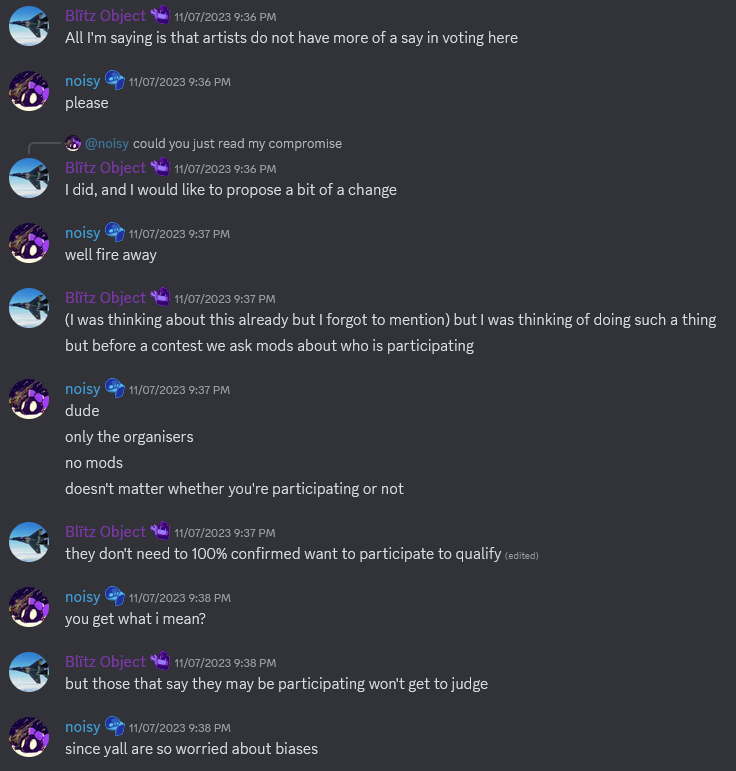 Blïtz Object 11/07/2023 9:36 PM
All I'm saying is that artists do not have more of a say in voting here
noisy 11/07/2023 9:36 PM
please
@noisy could you just read my compromise
Blïtz Object 11/07/2023 9:36 PM
I did, and I would like to propose a bit of a change
noisy 11/07/2023 9:37 PM
well fire away
Blïtz Object 11/07/2023 9:37 PM
(I was thinking about this already but I forgot to mention) but I was thinking of doing such a thing
but before a contest we ask mods about who is participating
noisy 11/07/2023 9:37 PM
dude
only the organisers
no mods
doesn't matter whether you're participating or not
Blïtz Object 11/07/2023 9:37 PM
they don't need to 100% confirmed want to participate to qualify (edited)
noisy 11/07/2023 9:38 PM
you get what i mean?
Blïtz Object 11/07/2023 9:38 PM
but those that say they may be participating won't get to judge
noisy 11/07/2023 9:38 PM
since yall are so worried about biases